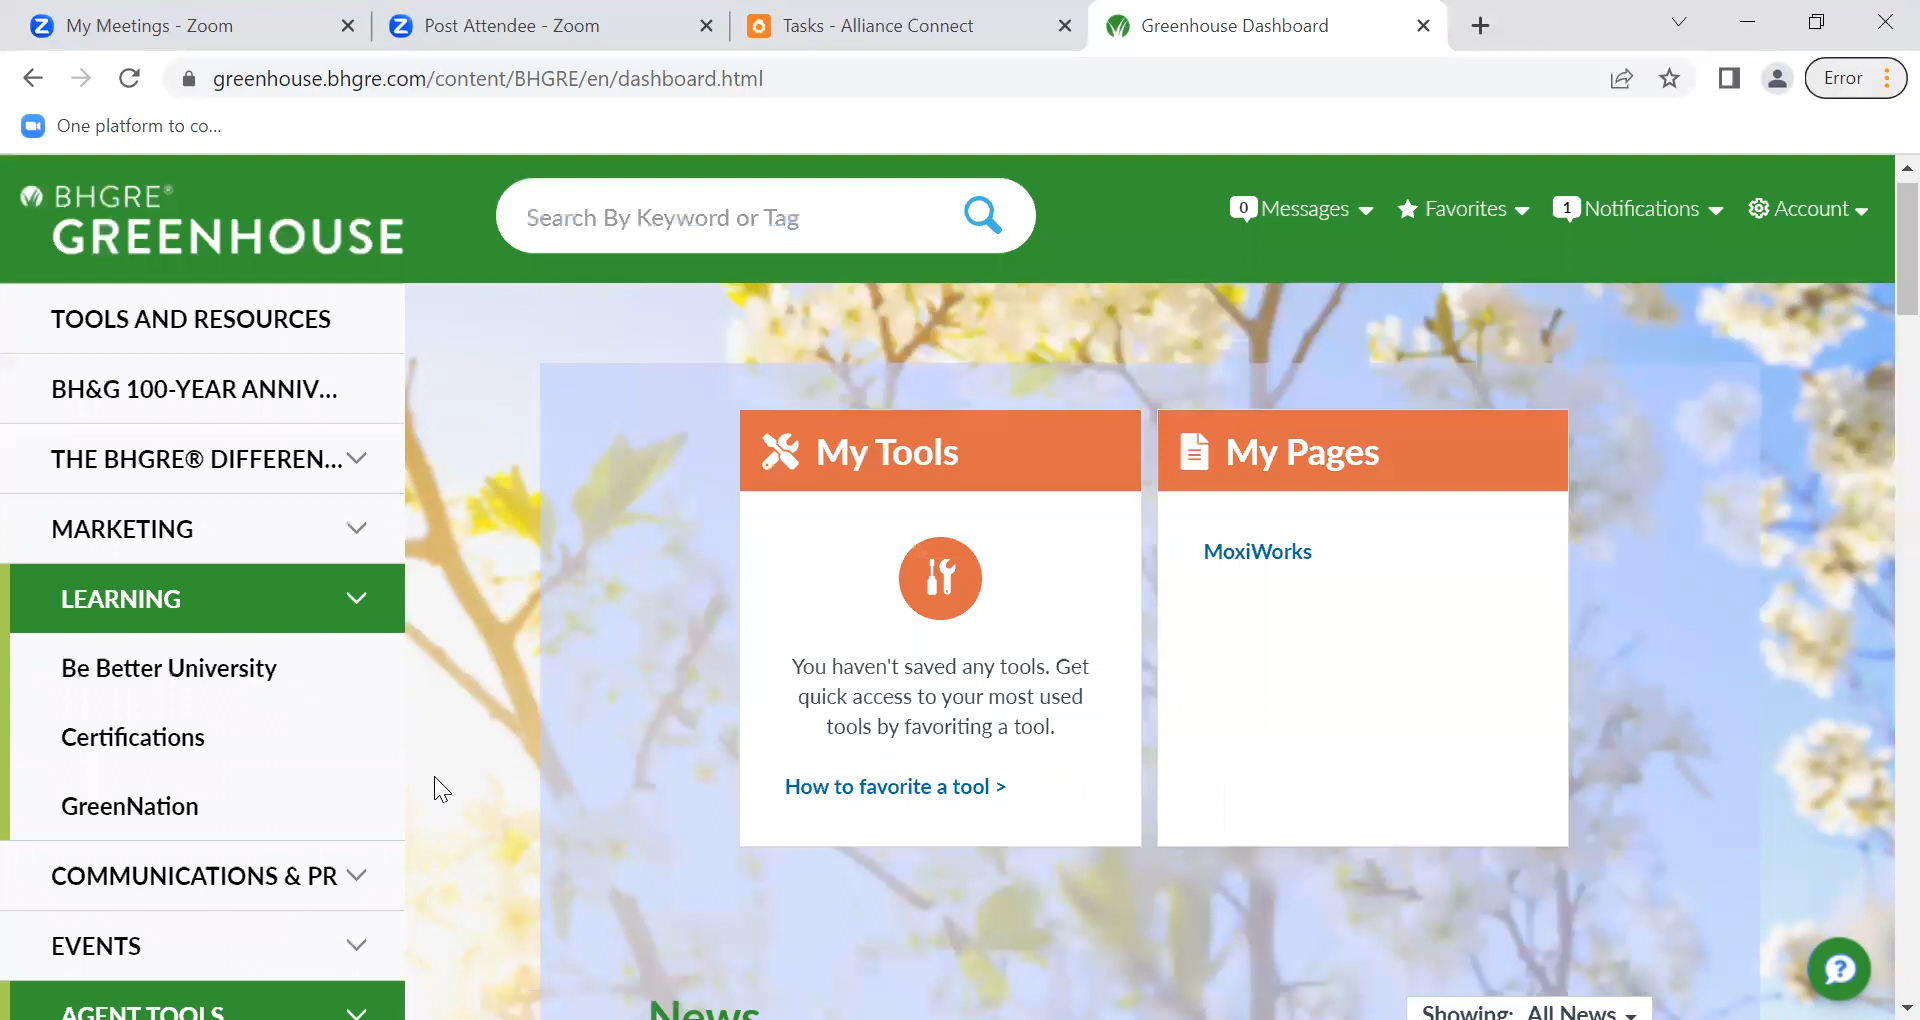 My Meetings - Zoom
Post Attendee - Zoom
Tasks - Alliance Connect
Greenhouse Dashboard
greenhouse.bhgre.com/content/BHGRE/en/dashboard.html
Error
One platform to co...
BHGRE®
GREENHOUSE
Search By Keyword or Tag
0 Messages
Favorites
1 Notifications
Account
TOOLS AND RESOURCES
BH&G 100-YEAR ANNIV...
THE BHGRE® DIFFEREN...
MARKETING
LEARNING
Be Better University
Certifications
GreenNation
COMMUNICATIONS & PR
EVENTS
AGENT TOOLS
My Tools
You haven't saved any tools. Get
quick access to your most used
tools by favoriting a tool.
How to favorite a tool >
My Pages
MoxiWorks
News
Showing: All News